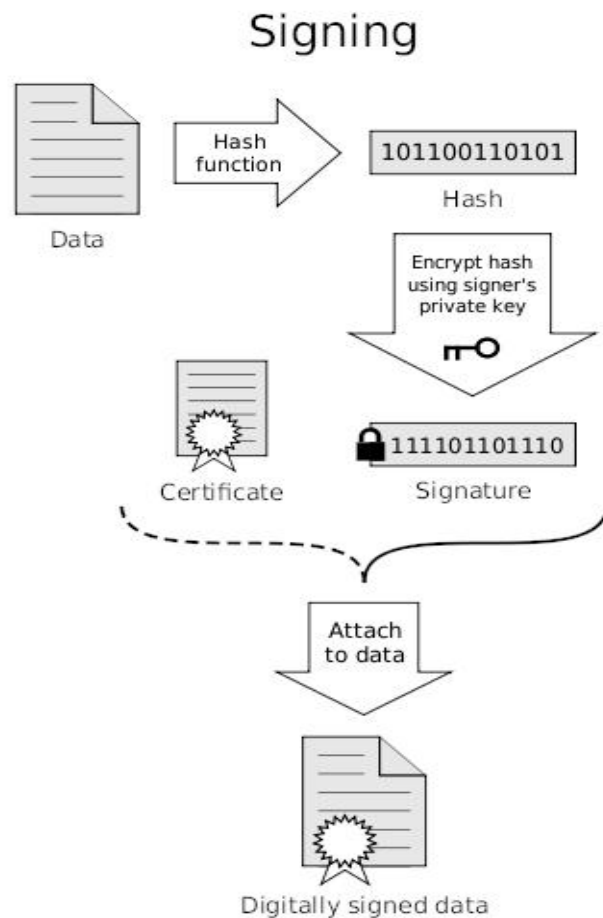 Signing
Hash
function
101100110101
Data
Hash
Encrypt hash
using signer's
private key
111101101110
Certificate
Signature
Attach
to data
Digitally signed data